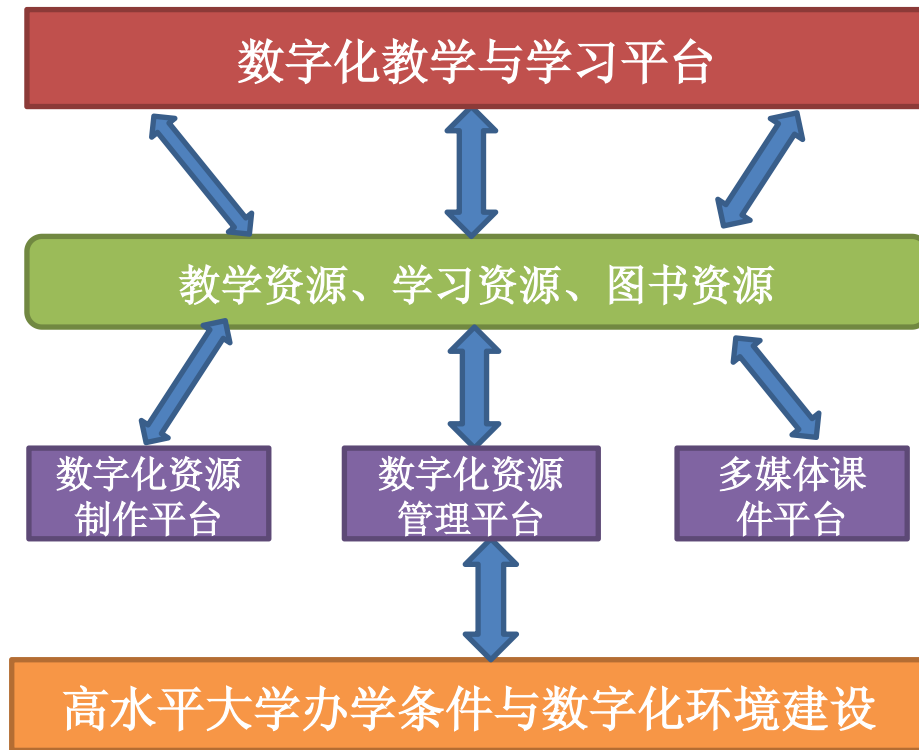 数字化教学与学习平台
教学资源、学习资源、图书资源
数字化资源
制作平台
数字化资源
管理平台
多媒体课
件平台
高水平大学办学条件与数字化环境建设